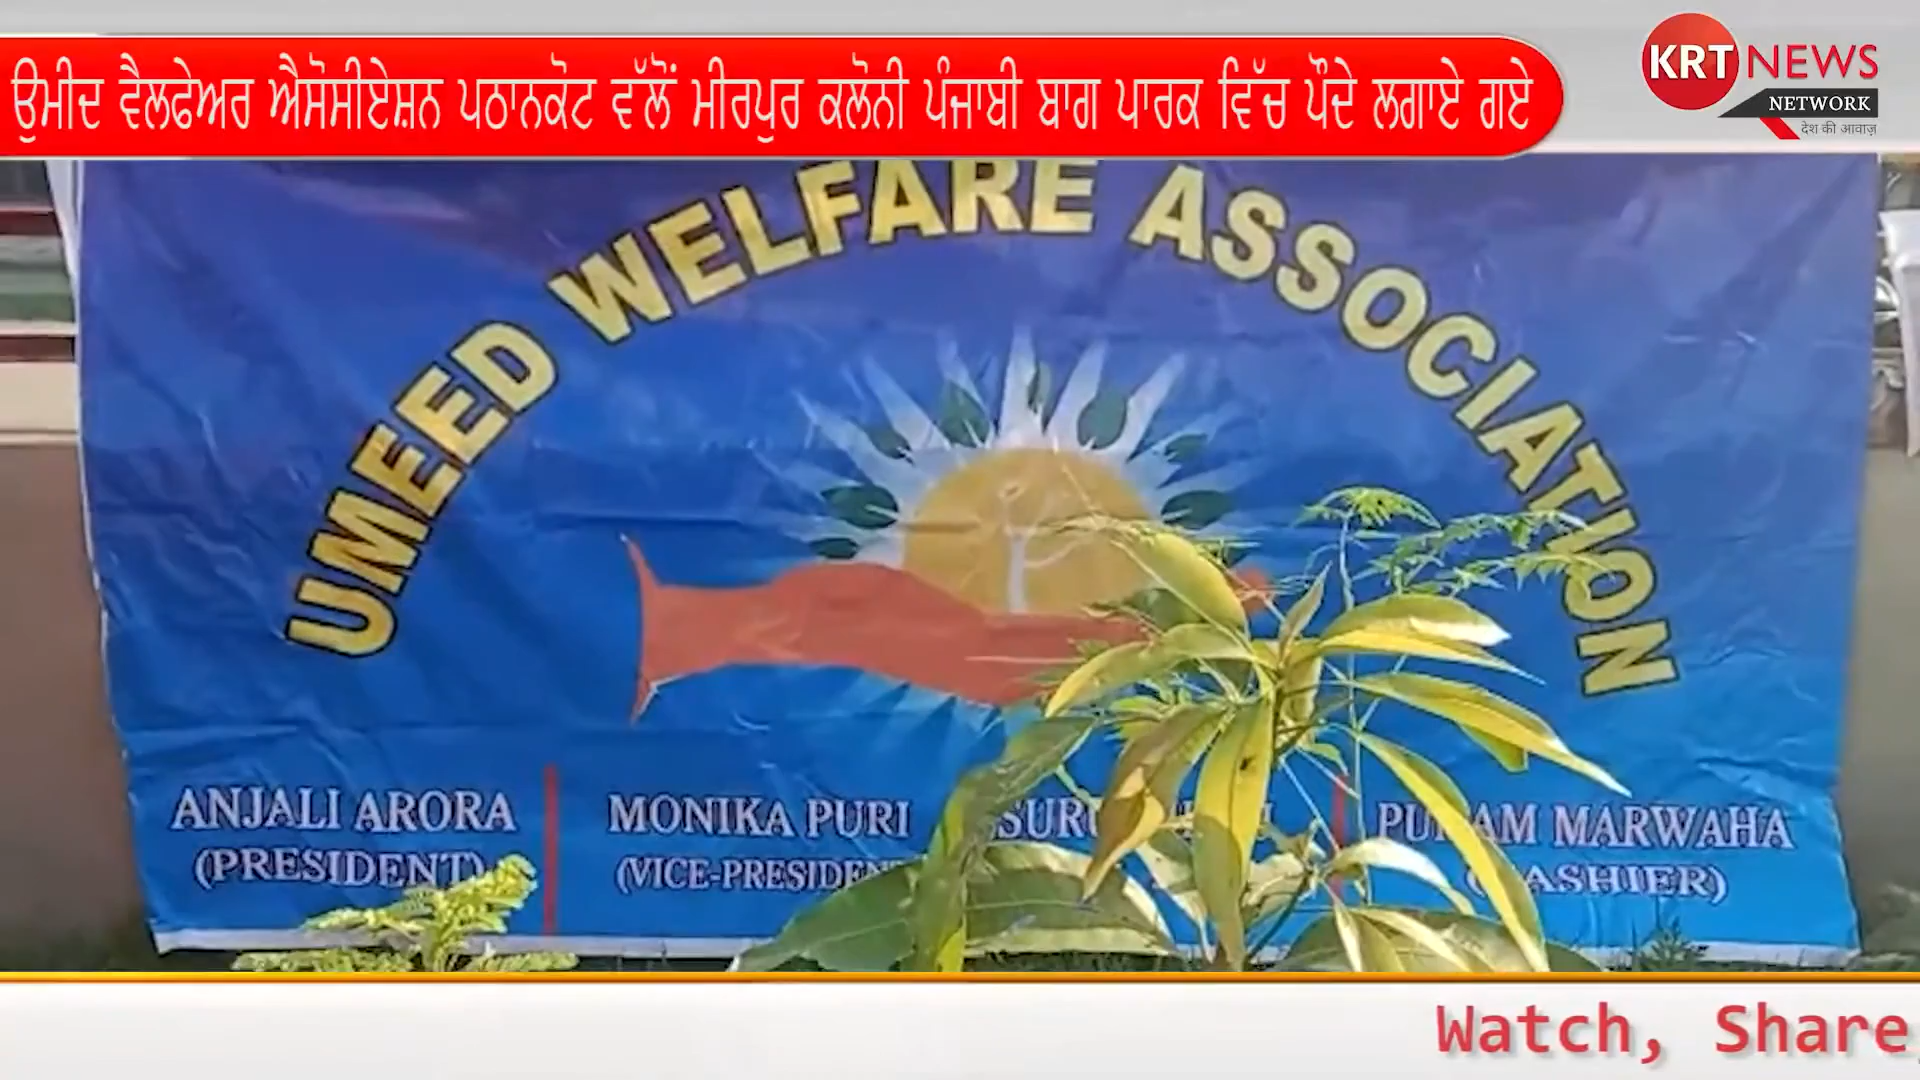 ਉਮੀਦ ਵੈਲਫੇਅਰ ਐਸੋਸੀਏਸ਼ਨ ਪਠਾਨਕੋਟ ਵੱਲੋਂ ਮੀਰਪੁਰ ਕਲੋਨੀ ਪੰਜਾਬੀ ਬਾਗ ਪਾਰਕ ਵਿੱਚ ਪੌਦੇ ਲਗਾਏ ਗਏ
KRT NEWS
NETWORK
देश की आवाज़
UMEED WELFARE ASSOCIATION
ANJALI ARORA
(PRESIDENT)
MONIKA PURI
MARWAHA
Watch, Share